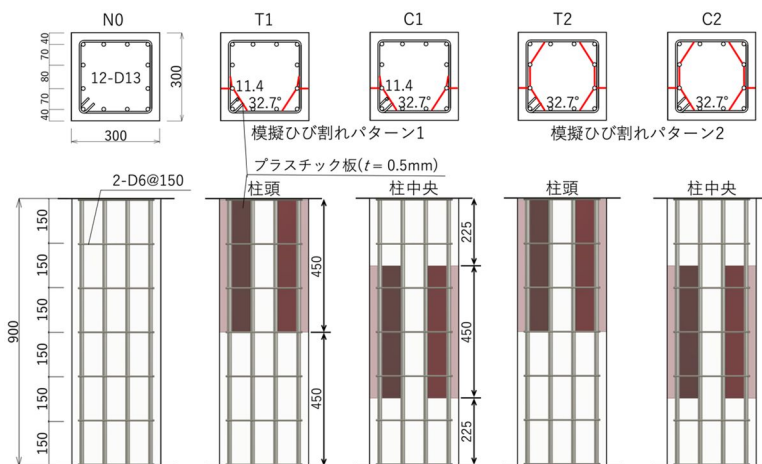 N0
T1
C1
T2
C2
40
70
80
70
40
12-D13
300
300
11.4
32.7°
11.4
32.7°
32.7°
32.7°
模擬ひび割れパターン1
模擬ひび割れパターン2
プラスチック板(t = 0.5mm)
2-D6@150
柱頭
柱中央
柱頭
柱中央
900
150
150
150
150
150
150
450
450
225
450
225